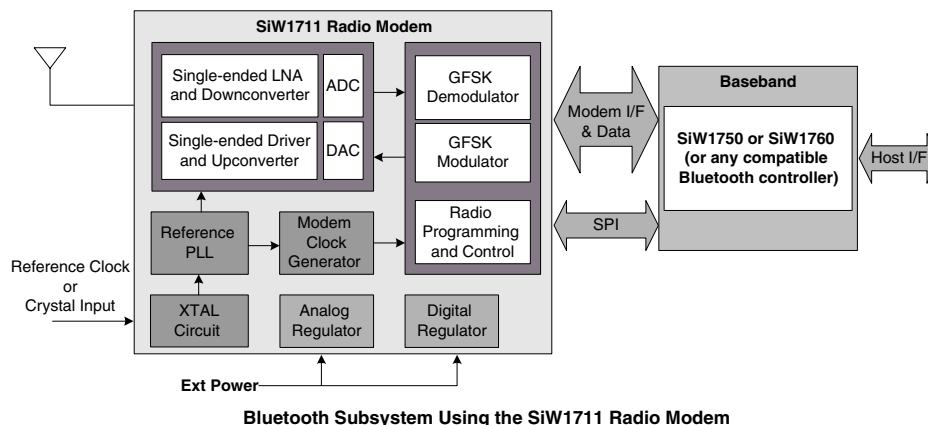 SiW1711 Radio Modem
Single-ended LNA
and Downconverter
ADC
Single-ended Driver
and Upconverter
DAC
GFSK
Demodulator
GFSK
Modulator
Radio
Programming
and Control
Reference
PLL
Modem
Clock
Generator
Reference Clock
or
Crystal Input
XTAL
Circuit
Analog
Regulator
Digital
Regulator
Ext Power
Modem I/F
& Data
SPI
Baseband
SiW1750 or SiW1760
(or any compatible
Bluetooth controller)
Host I/F
Bluetooth Subsystem Using the SiW1711 Radio Modem